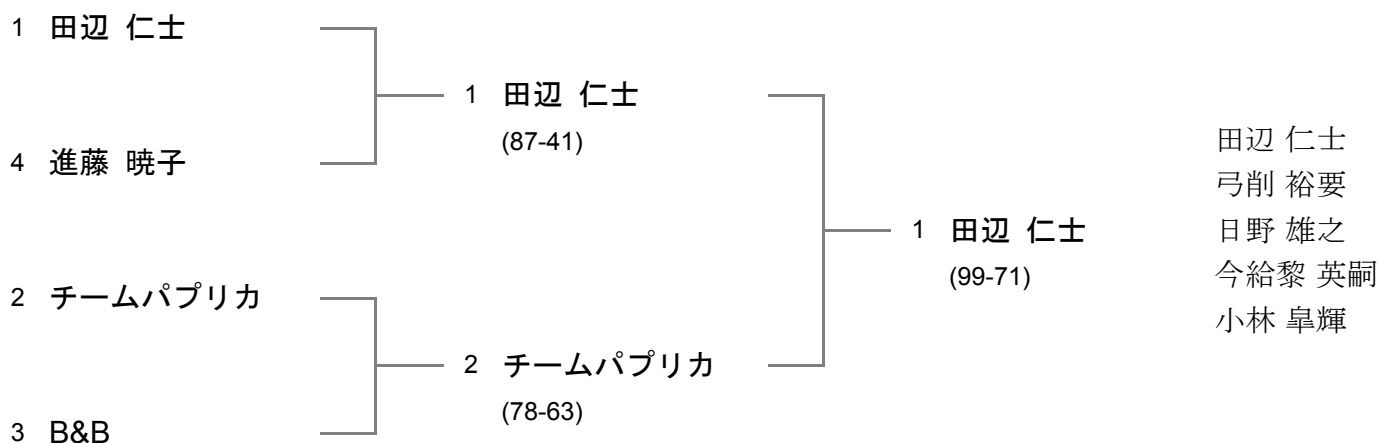 1 田辺 仁士
4 進藤 暁子
2 チームパプリカ
3 B&B
1 田辺 仁士
(87-41)
2 チームパプリカ
(78-63)
1 田辺 仁士
(99-71)
田辺 仁士
弓削 裕要
日野 雄之
今給黎 英嗣
小林 皐輝